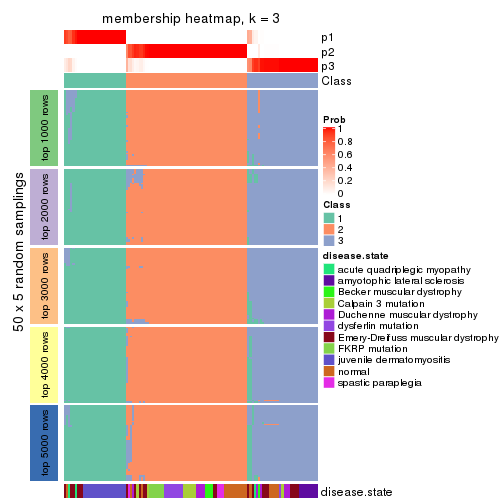 membership heatmap, k = 3
p1
p2
p3
Class
50 x 5 random samplings
top 1000 rows
top 2000 rows
top 3000 rows
top 4000 rows
top 5000 rows
disease.state
Prob
1
0.8
0.6
0.4
0.2
0
Class
1
2
3
disease.state
acute quadriplegic myopathy
amyotophic lateral sclerosis
Becker muscular dystrophy
Calpain 3 mutation
Duchenne muscular dystrophy
dysferlin mutation
Emery-Dreifuss muscular dystrophy
FKRP mutation
juvenile dermatomyositis
normal
spastic paraplegia